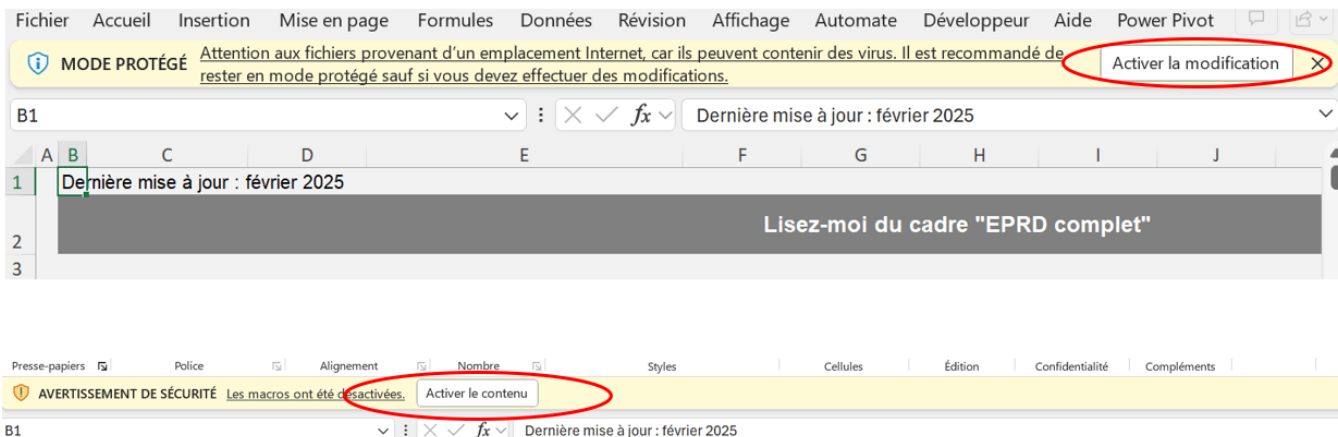 Fichier Accueil Insertion Mise en page Formules Données Révision Affichage Automate Développeur Aide Power Pivot
MODE PROTÉGÉ Attention aux fichiers provenant d'un emplacement Internet, car ils peuvent contenir des virus. Il est recommandé de
rester en mode protégé sauf si vous devez effectuer des modifications.
Activer la modification
B1 fx Dernière mise à jour : février 2025
A B C D E F G H I J
1 Dernière mise à jour : février 2025
2 Lisez-moi du cadre "EPRD complet"
3
Presse-papiers Police Alignement Nombre Styles Cellules Édition Confidentialité Compléments
AVERTISSEMENT DE SÉCURITÉ Les macros ont été désactivées. Activer le contenu
B1 fx Dernière mise à jour : février 2025